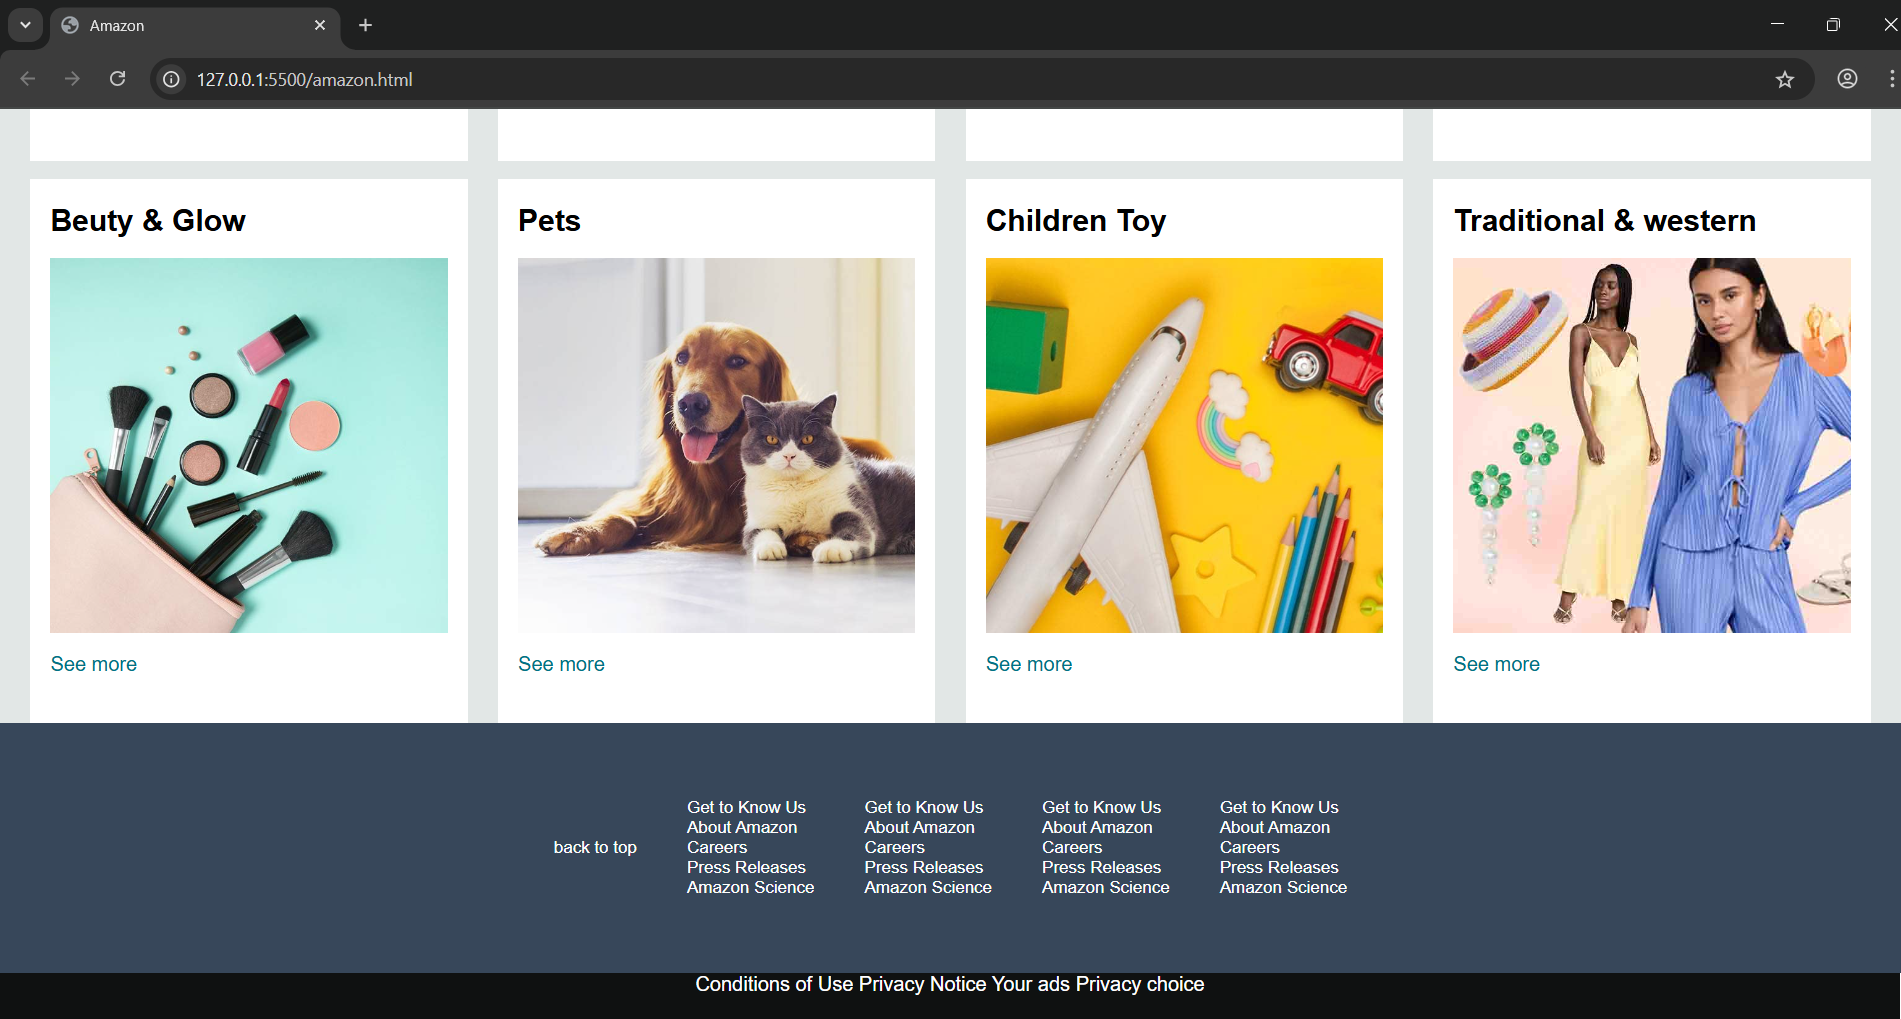 Amazon
127.0.0.1:5500/amazon.html
Beuty & Glow
Pets
Children Toy
Traditional & western
See more
See more
See more
See more
back to top
Get to Know Us
About Amazon
Careers
Press Releases
Amazon Science
Get to Know Us
About Amazon
Careers
Press Releases
Amazon Science
Get to Know Us
About Amazon
Careers
Press Releases
Amazon Science
Get to Know Us
About Amazon
Careers
Press Releases
Amazon Science
Conditions of Use Privacy Notice Your ads Privacy choice